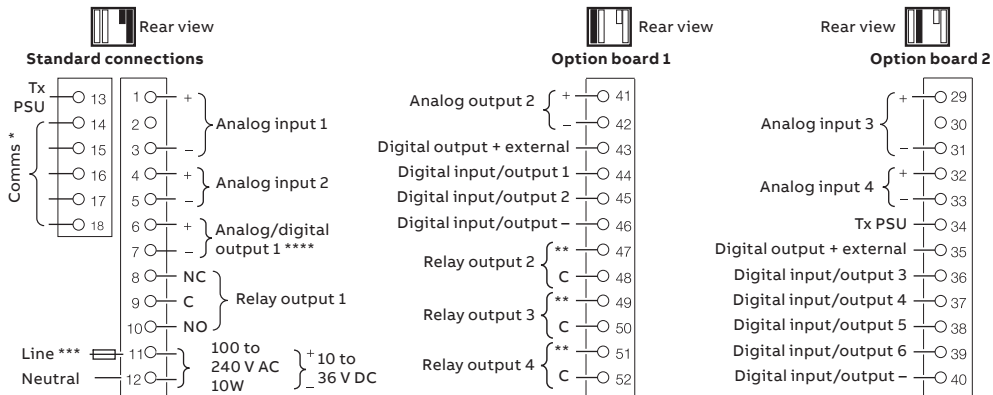 Rear view
Standard connections
Tx
PSU
13
Comms *
14
15
16
17
18
1 +
2
3 –
Analog input 1
4 +
5 –
Analog input 2
6 +
7 –
Analog/digital
output 1 ****
8 NC
9 C
10 NO
Relay output 1
Line *** 11
Neutral 12
100 to
240 V AC
10W
+ 10 to
– 36 V DC
Rear view
Option board 1
Analog output 2
+ 41
– 42
Digital output + external 43
Digital input/output 1 44
Digital input/output 2 45
Digital input/output – 46
Relay output 2
** 47
C 48
Relay output 3
** 49
C 50
Relay output 4
** 51
C 52
Rear view
Option board 2
Analog input 3
+ 29
30
– 31
Analog input 4
+ 32
– 33
Tx PSU 34
Digital output + external 35
Digital input/output 3 36
Digital input/output 4 37
Digital input/output 5 38
Digital input/output 6 39
Digital input/output – 40